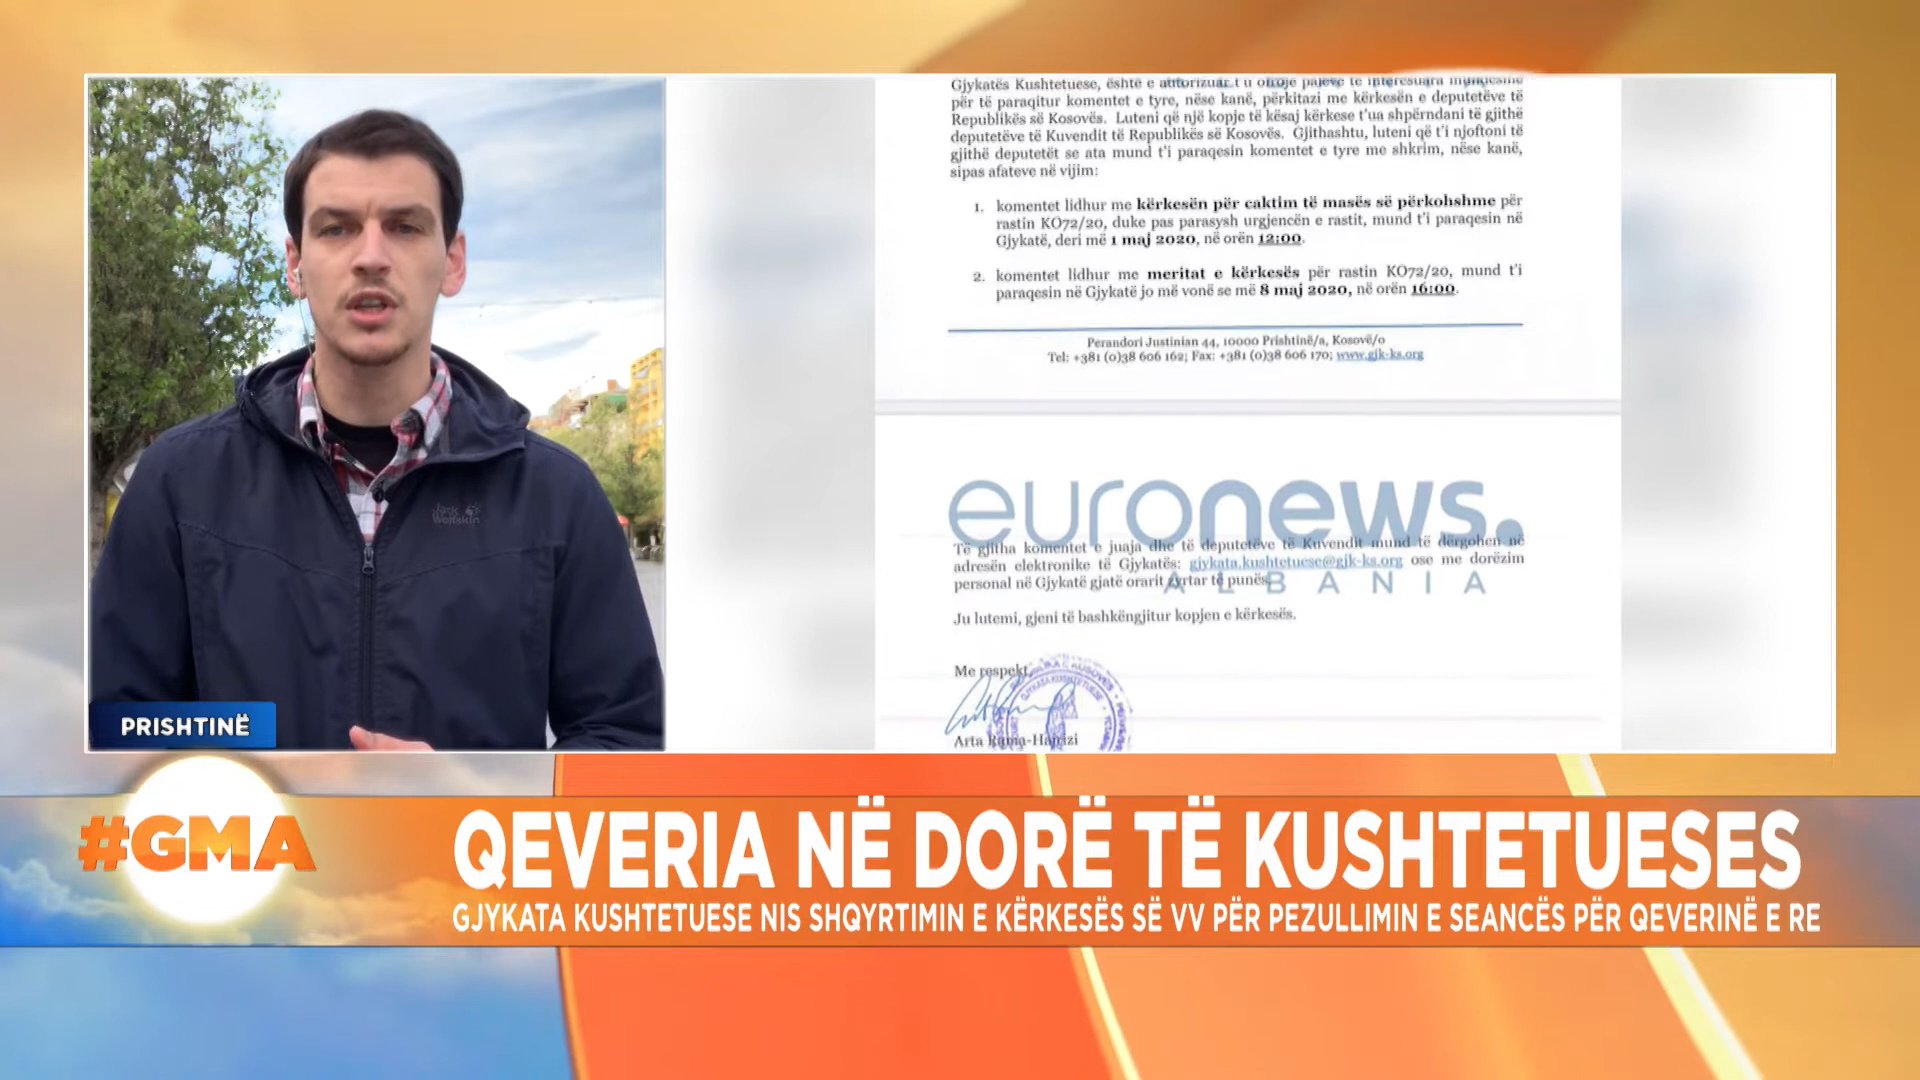 Gjykatës Kushtetuese, është e autorizuar t'u ofrojë palëve të interesuara mundësinë
për të paraqitur komentet e tyre, nëse kanë, përkitazi me kërkesën e deputetëve të
Republikës së Kosovës. Luteni që një kopje të kësaj kërkese t'ua shpërndani të gjithë
deputetëve të Kuvendit të Republikës së Kosovës. Gjithashtu, luteni që t'i njoftoni të
gjithë deputetët se ata mund t'i paraqesin komentet e tyre me shkrim, nëse kanë,
sipas afateve në vijim:
1. komentet lidhur me kërkesën për caktim të masës së përkohshme për
rastin KO72/20, duke pas parasysh urgjencën e rastit, mund t'i paraqesin në
Gjykatë, deri më 1 maj 2020, në orën 12:00.
2. komentet lidhur me meritat e kërkesës për rastin KO72/20, mund t'i
paraqesin në Gjykatë jo më vonë se më 8 maj 2020, në orën 16:00.
Perandori Justinian 44, 10000 Prishtinë/a, Kosovë/o
Tel: +381 (0)38 606 162; Fax: +381 (0)38 606 170; www.gjk-ks.org
euronews.
ALBANIA
Të gjitha komentet e juaja dhe të deputetëve të Kuvendit mund të dërgohen në
adresën elektronike të Gjykatës: gjykata.kushtetuese@gjk-ks.org ose me dorëzim
personal në Gjykatë gjatë orarit zyrtar të punës.
Ju lutemi, gjeni të bashkëngjitur kopjen e kërkesës.
Me respekt,
Arta Rama-Hajrizi
Jack
Wolfskin
PRISHTINË
#GMA
QEVERIA NË DORË TË KUSHTETUESES
GJYKATA KUSHTETUESE NIS SHQYRTIMIN E KËRKESËS SË VV PËR PEZULLIMIN E SEANCËS PËR QEVERINË E RE